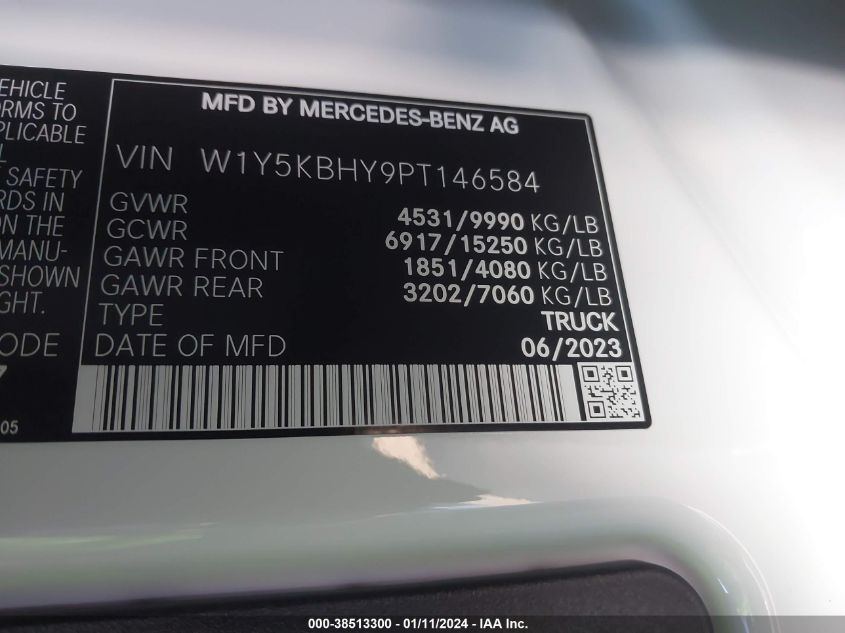 EHICLE
ORMS TO
PLICABLE
L
T SAFETY
RDS IN
ON THE
MANU-
SHOWN
GHT.
ODE
7
05
MFD BY MERCEDES-BENZ AG
VIN W1Y5KBHY9PT146584
GVWR 4531/9990 KG/LB
GCWR 6917/15250 KG/LB
GAWR FRONT 1851/4080 KG/LB
GAWR REAR 3202/7060 KG/LB
TYPE TRUCK
DATE OF MFD 06/2023
000-38513300 - 01/11/2024 - IAA Inc.